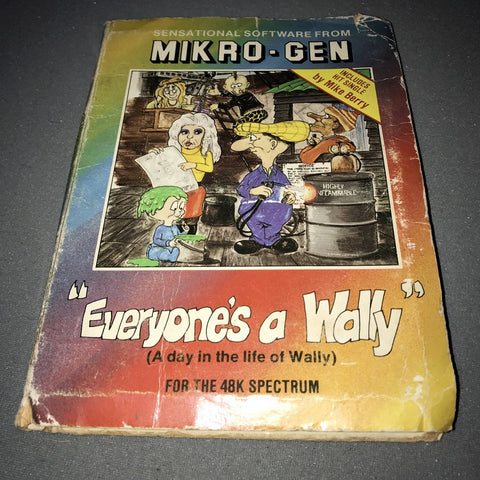 SENSATIONAL SOFTWARE FROM
MIKRO-GEN
INCLUDES
HIT SINGLE
by Mike Berry
HIGHLY
FLAMMABLE
"Everyone's a Wally"
(A day in the life of Wally)
FOR THE 48K SPECTRUM